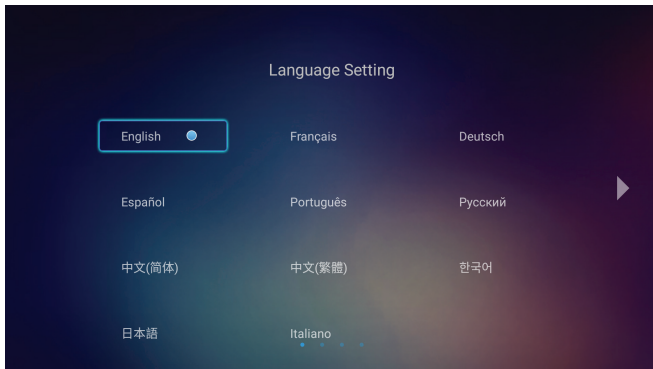 Language Setting
English Français Deutsch
Español Português Русский
中文(简体) 中文(繁體) 한국어
日本語 Italiano